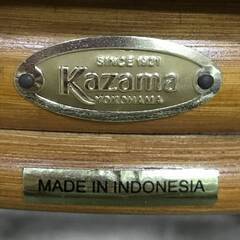 SINCE 1921
Kazama
YOKOHAMA
MADE IN INDONESIA